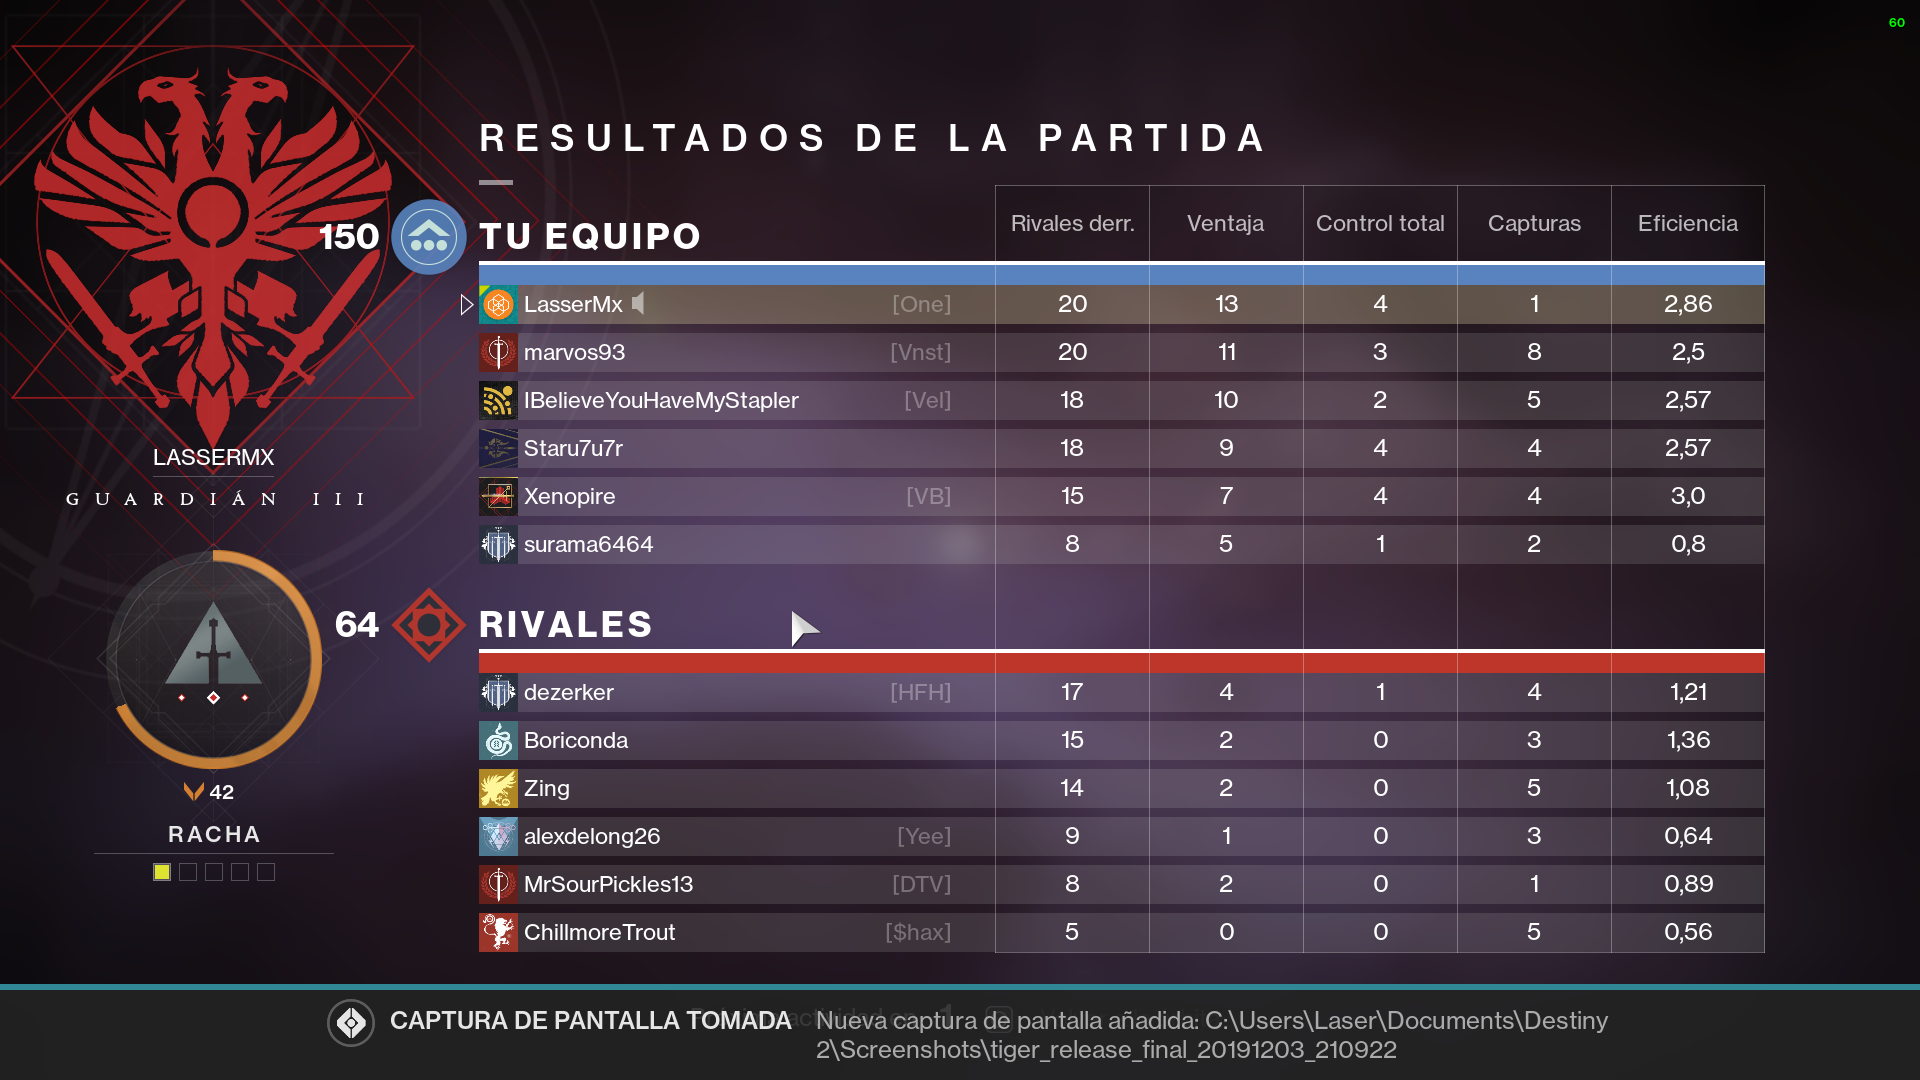 60
RESULTADOS DE LA PARTIDA
150 TU EQUIPO Rivales derr. Ventaja Control total Capturas Eficiencia
LasserMx [One] 20 13 4 1 2,86
marvos93 [Vnst] 20 11 3 8 2,5
IBelieveYouHaveMyStapler [Vel] 18 10 2 5 2,57
Staru7u7r 18 9 4 4 2,57
Xenopire [VB] 15 7 4 4 3,0
surama6464 8 5 1 2 0,8
LASSERMX
GUARDIÁN III
64 RIVALES
dezerker [HFH] 17 4 1 4 1,21
Boriconda 15 2 0 3 1,36
Zing 14 2 0 5 1,08
alexdelong26 [Yee] 9 1 0 3 0,64
MrSourPickles13 [DTV] 8 2 0 1 0,89
ChillmoreTrout [$hax] 5 0 0 5 0,56
42
RACHA
CAPTURA DE PANTALLA TOMADA Nueva captura de pantalla añadida: C:\Users\Laser\Documents\Destiny
2\Screenshots\tiger_release_final_20191203_210922